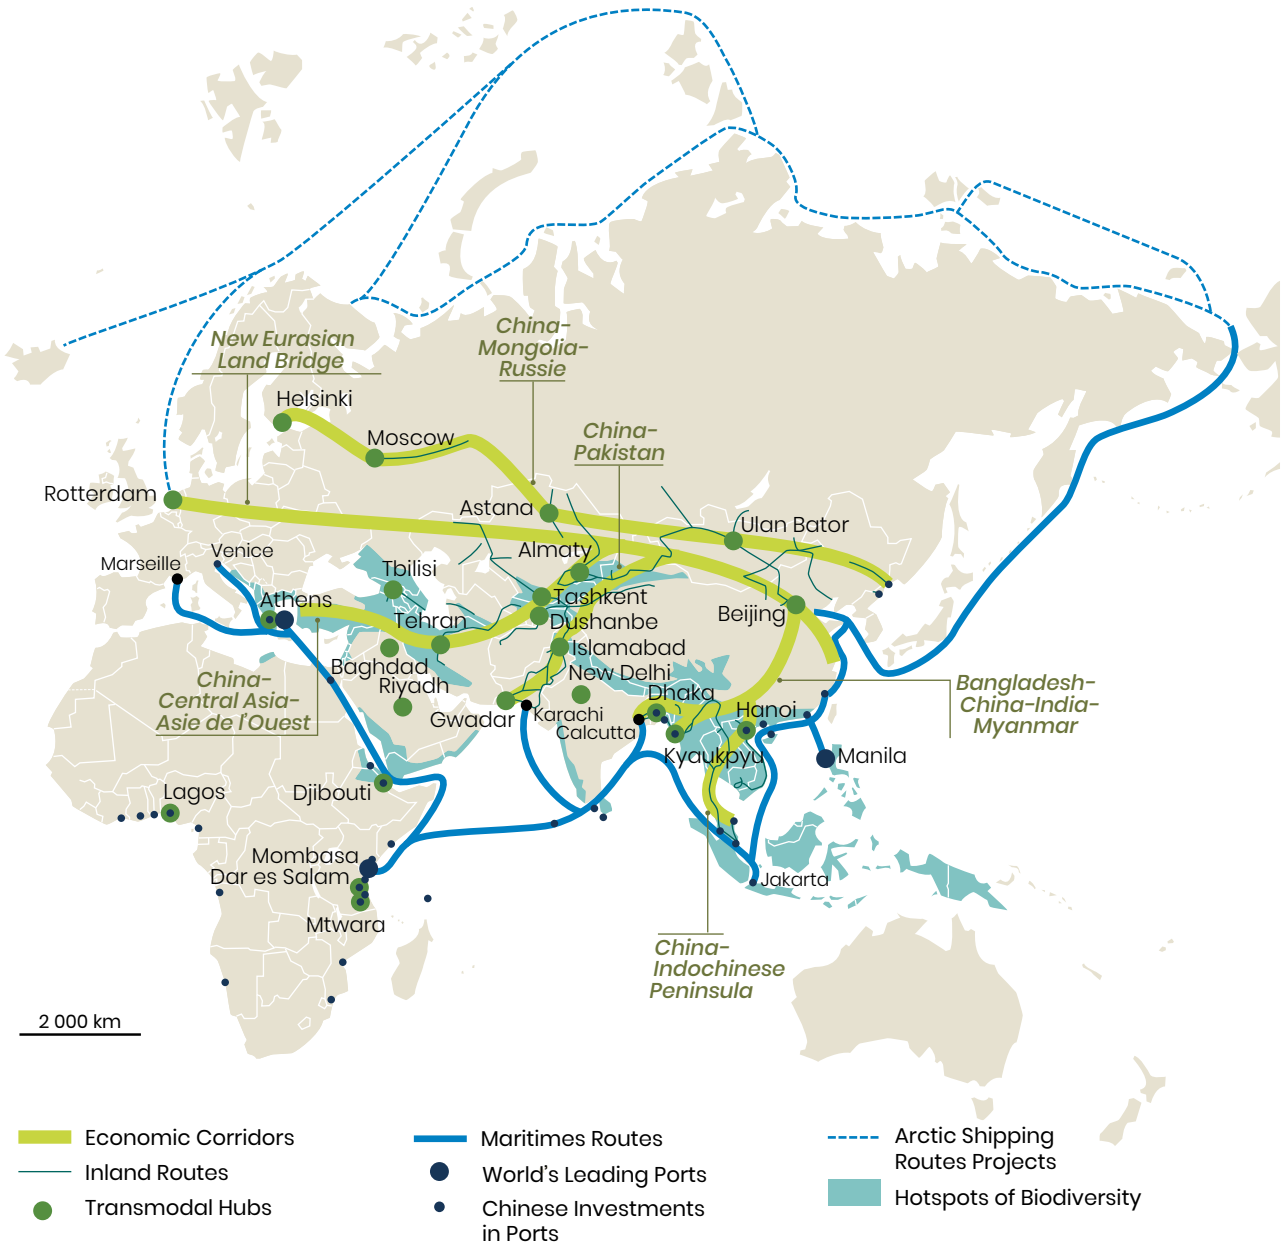 New Eurasian
Land Bridge
China-
Mongolia-
Russie
Helsinki
Moscow
China-
Pakistan
Rotterdam
Astana
Ulan Bator
Marseille
Venice
Almaty
Tbilisi
Athens
Tashkent
Beijing
Tehran
Dushanbe
Islamabad
Baghdad
New Delhi
China-
Central Asia-
Asie de l'Ouest
Riyadh
Dhaka
Bangladesh-
China-India-
Myanmar
Gwadar
Karachi
Hanoi
Calcutta
Kyaukpyu
Manila
Lagos
Djibouti
Mombasa
Dar es Salam
Jakarta
Mtwara
China-
Indochinese
Peninsula
2 000 km
Economic Corridors
Inland Routes
Transmodal Hubs
Maritimes Routes
World's Leading Ports
Chinese Investments
in Ports
Arctic Shipping
Routes Projects
Hotspots of Biodiversity